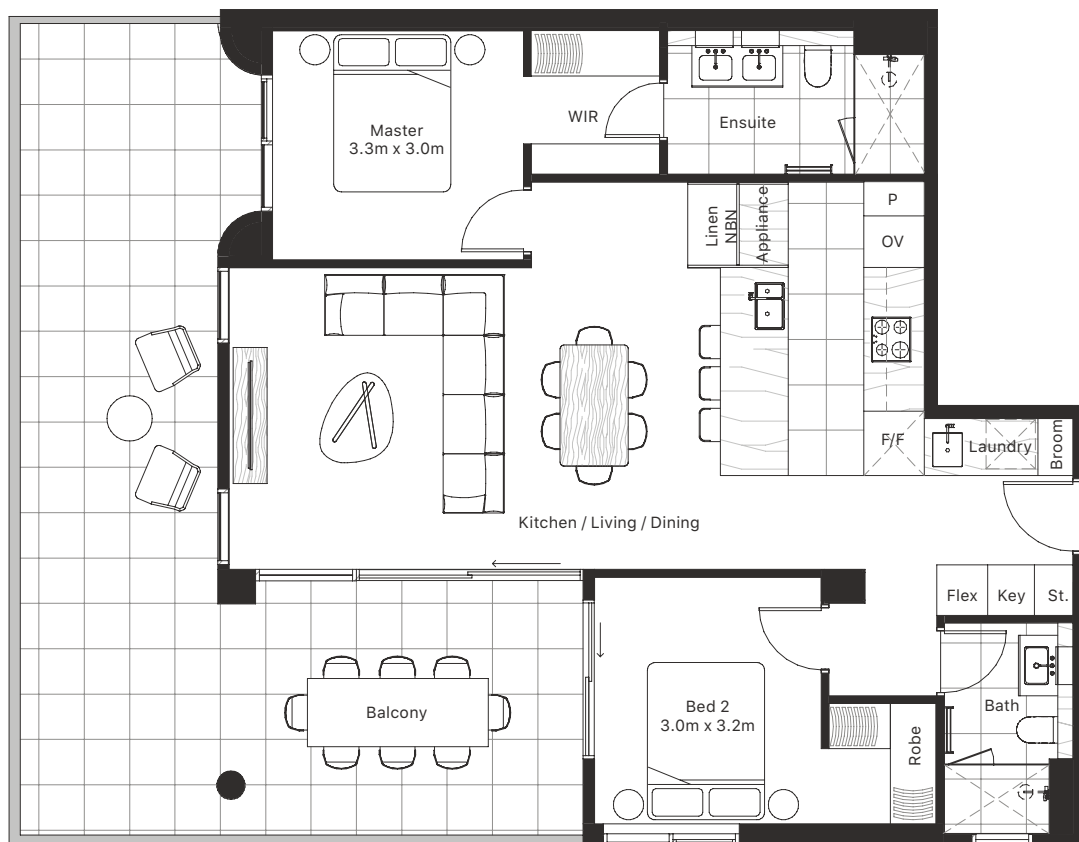 Master
3.3m x 3.0m
WIR
Ensuite
Linen
NBN
Appliance
P
OV
F/F
Laundry
Broom
Kitchen / Living / Dining
Flex
Key
St.
Balcony
Bed 2
3.0m x 3.2m
Robe
Bath